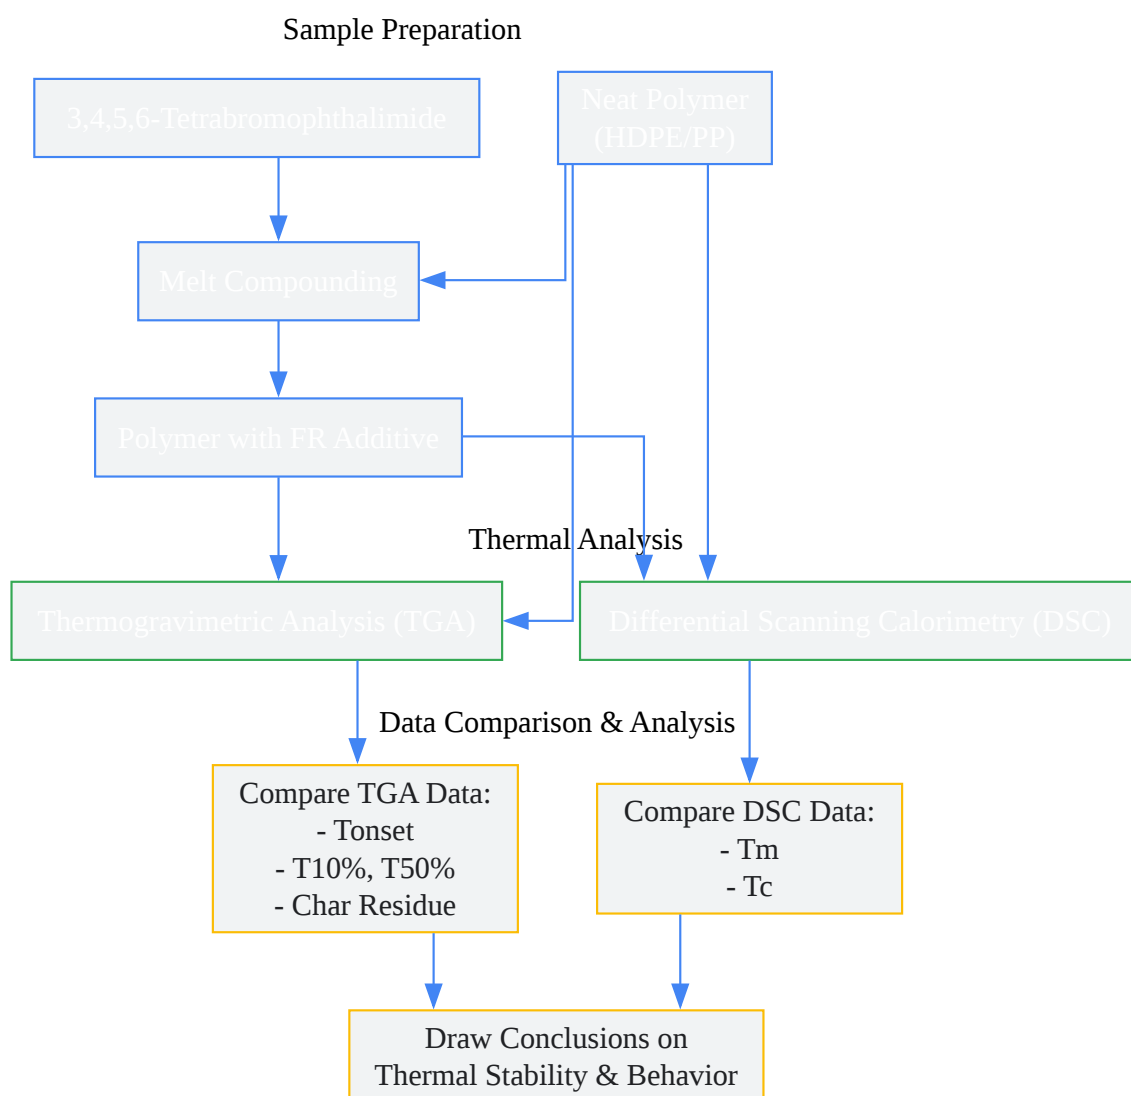 Sample Preparation
3,4,5,6-Tetrabromophthalimide
Neat Polymer
(HDPE/PP)
Melt Compounding
Polymer with FR Additive
Thermal Analysis
Thermogravimetric Analysis (TGA)
Differential Scanning Calorimetry (DSC)
Data Comparison & Analysis
Compare TGA Data:
- Tonset
- T10%, T50%
- Char Residue
Compare DSC Data:
- Tm
- Tc
Draw Conclusions on
Thermal Stability & Behavior